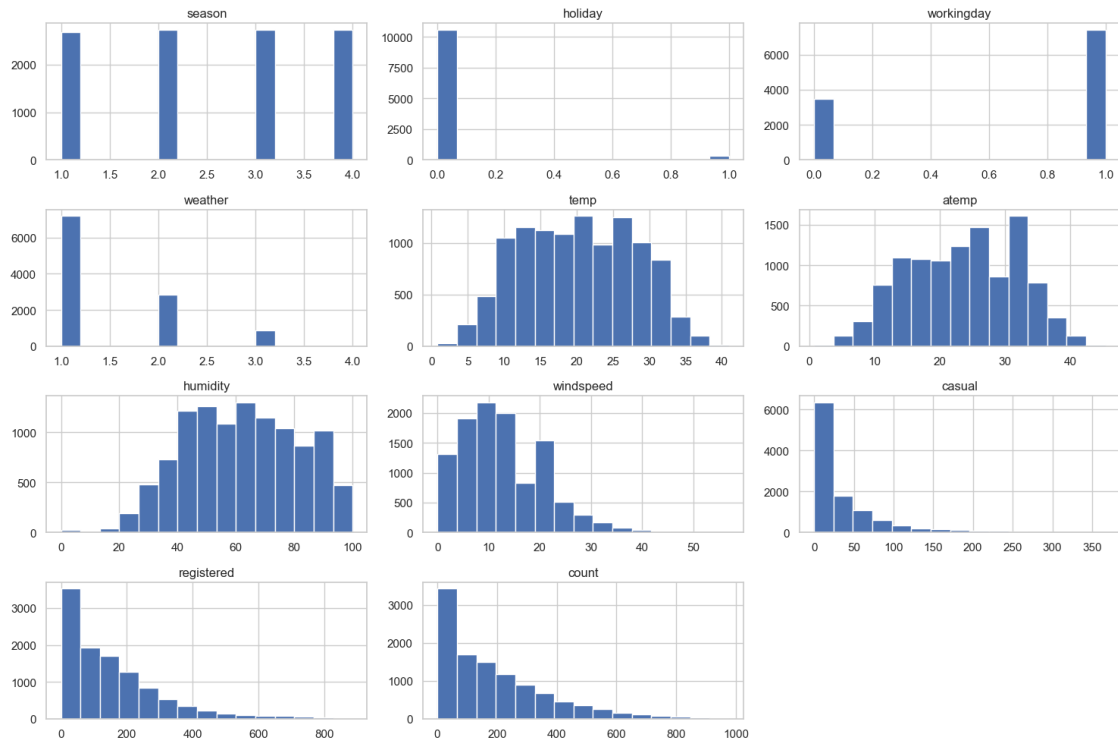 season
holiday
workingday
2000
1000
0
1.0 1.5 2.0 2.5 3.0 3.5 4.0
10000
7500
5000
2500
0
0.0 0.2 0.4 0.6 0.8 1.0
6000
4000
2000
0
0.0 0.2 0.4 0.6 0.8 1.0
weather
temp
atemp
6000
4000
2000
0
1.0 1.5 2.0 2.5 3.0 3.5 4.0
1000
500
0
0 5 10 15 20 25 30 35 40
1500
1000
500
0
0 10 20 30 40
humidity
windspeed
casual
1000
500
0
0 20 40 60 80 100
2000
1500
1000
500
0
0 10 20 30 40 50
6000
4000
2000
0
0 50 100 150 200 250 300 350
registered
count
3000
2000
1000
0
0 200 400 600 800
3000
2000
1000
0
0 200 400 600 800 1000